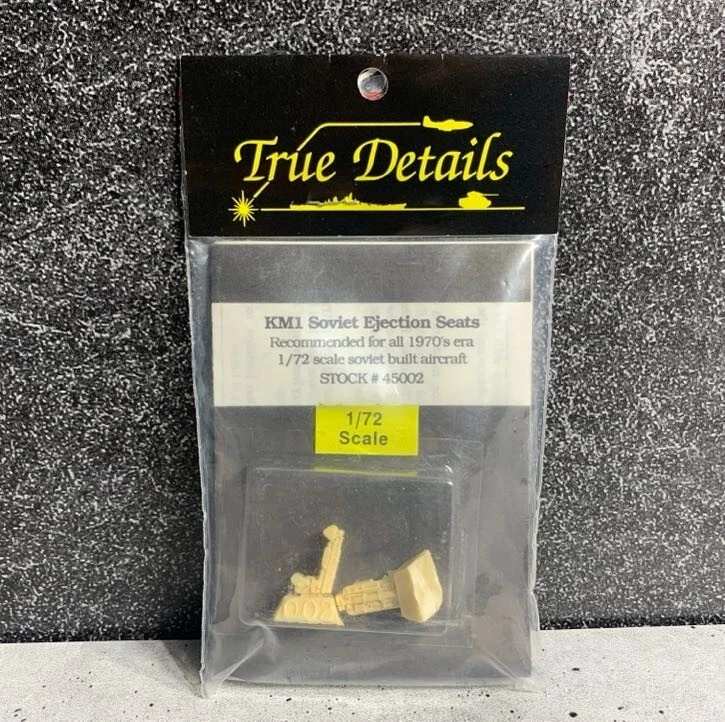 True Details
KM1 Soviet Ejection Seats
Recommended for all 1970's era
1/72 scale soviet built aircraft
STOCK # 45002
1/72
Scale